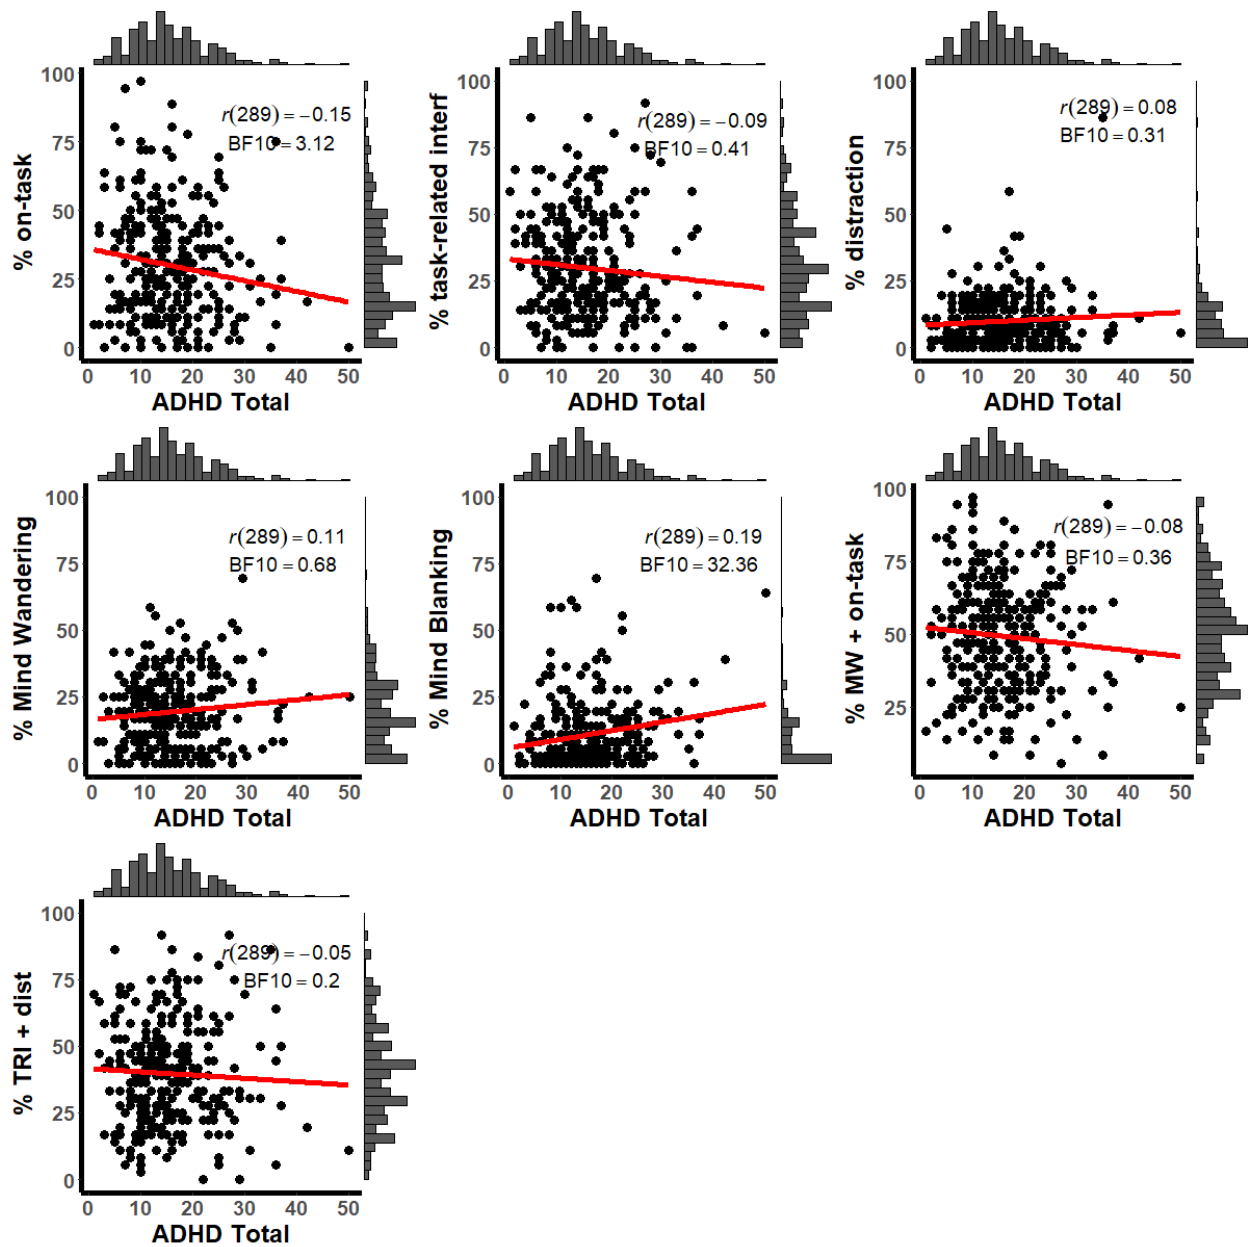 % on-task
100
75
50
25
0
r(289) = −0.15
BF10 = 3.12
0 10 20 30 40 50
ADHD Total
% task-related interf
100
75
50
25
0
r(289) = −0.09
BF10 = 0.41
0 10 20 30 40 50
ADHD Total
% distraction
100
75
50
25
0
r(289) = 0.08
BF10 = 0.31
0 10 20 30 40 50
ADHD Total
% Mind Wandering
100
75
50
25
0
r(289) = 0.11
BF10 = 0.68
0 10 20 30 40 50
ADHD Total
% Mind Blanking
100
75
50
25
0
r(289) = 0.19
BF10 = 32.36
0 10 20 30 40 50
ADHD Total
% MW + on-task
100
75
50
25
r(289) = −0.08
BF10 = 0.36
0 10 20 30 40 50
ADHD Total
% TRI + dist
100
75
50
25
0
r(289) = −0.05
BF10 = 0.2
0 10 20 30 40 50
ADHD Total